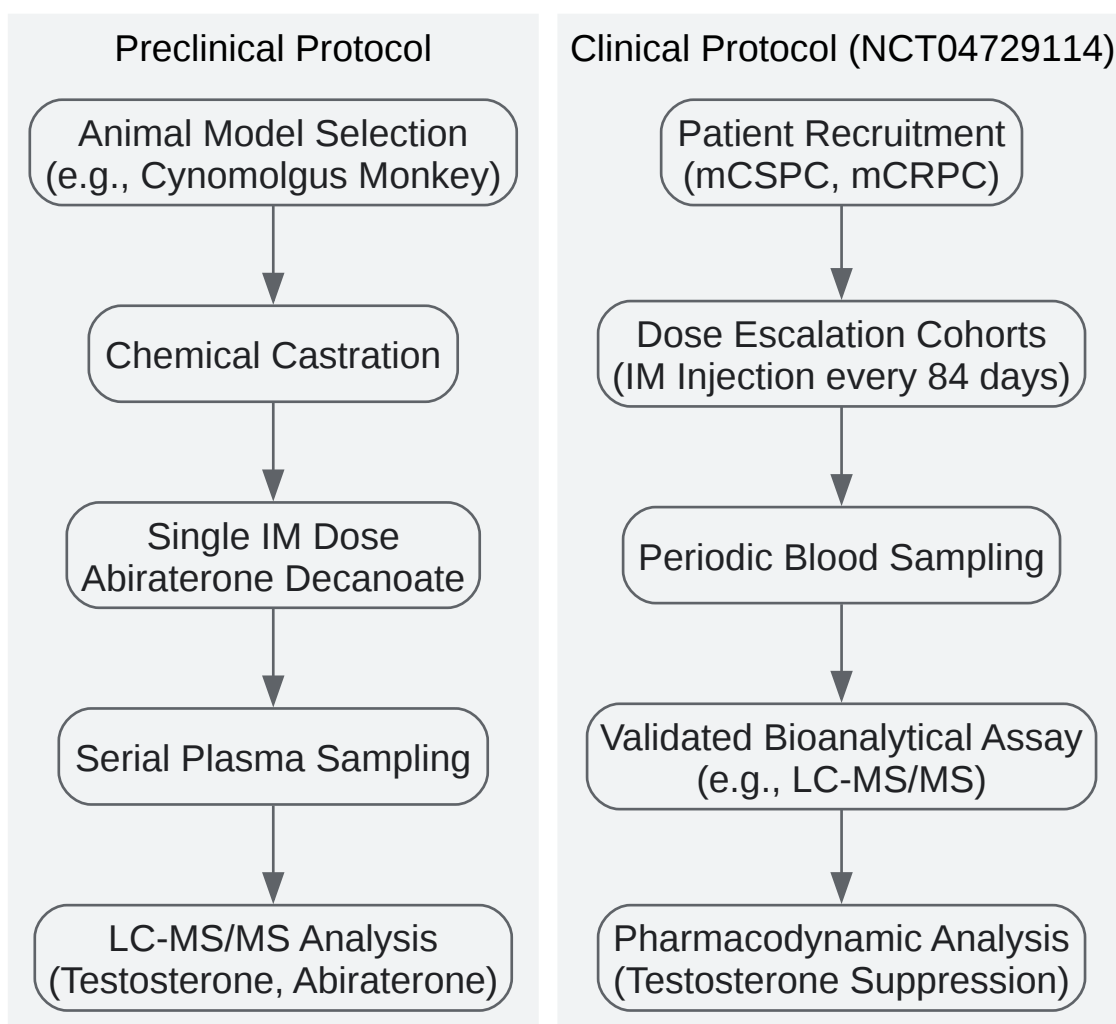 Preclinical Protocol
Animal Model Selection
(e.g., Cynomolgus Monkey)
Chemical Castration
Single IM Dose
Abiraterone Decanoate
Serial Plasma Sampling
LC-MS/MS Analysis
(Testosterone, Abiraterone)
Clinical Protocol (NCT04729114)
Patient Recruitment
(mCSPC, mCRPC)
Dose Escalation Cohorts
(IM Injection every 84 days)
Periodic Blood Sampling
Validated Bioanalytical Assay
(e.g., LC-MS/MS)
Pharmacodynamic Analysis
(Testosterone Suppression)